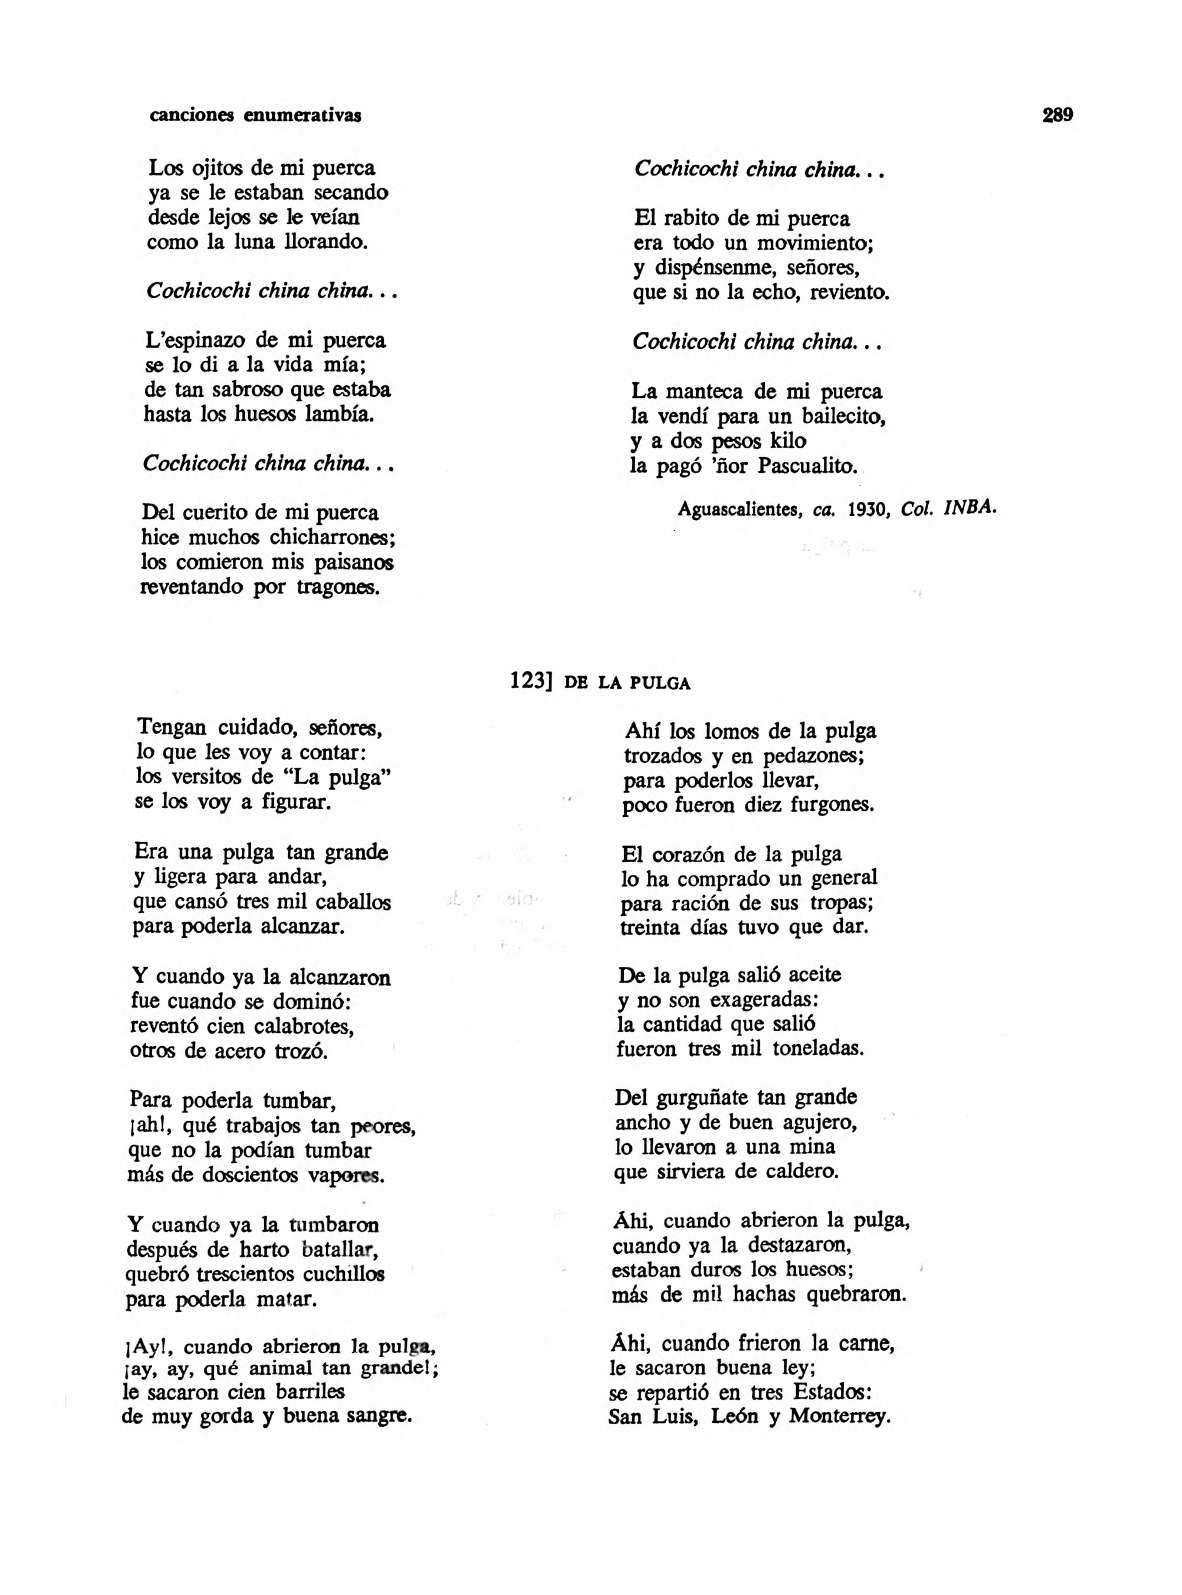 canciones enumerativas
289
Los ojitos de mi puerca
ya se le estaban secando
desde lejos se le veían
como la luna llorando.
Cochicochi china china. . .
L’espinazo de mi puerca
se lo di a la vida mía;
de tan sabroso que estaba
hasta los huesos lambía.
Cochicochi china china. . .
Del cuerito de mi puerca
hice muchos chicharrones;
los comieron mis paisanos
reventando por tragones.
Cochicochi china china. . .
El rabito de mi puerca
era todo un movimiento;
y dispénsenme, señores,
que si no la echo, reviento.
Cochicochi china china. . .
La manteca de mi puerca
la vendí para un bailecito,
y a dos pesos kilo
la pagó ’ñor Pascualito.
Aguascalientes, ca. 1930, Col. INBA.
123] DE LA PULGA
Tengan cuidado, señores,
lo que les voy a contar:
los versitos de “La pulga”
se los voy a figurar.
Era una pulga tan grande
y ligera para andar,
que cansó tres mil caballos
para poderla alcanzar.
Y cuando ya la alcanzaron
fue cuando se dominó:
reventó cien calabrotes,
otros de acero trozó.
Para poderla tumbar,
¡ah!, qué trabajos tan peores,
que no la podían tumbar
más de doscientos vapores.
Y cuando ya la tumbaron
después de harto batallar,
quebró trescientos cuchillos
para poderla matar.
¡Ay!, cuando abrieron la pulga,
¡ay, ay, qué animal tan grande!;
le sacaron cien barriles
de muy gorda y buena sangre.
Ahí los lomos de la pulga
trozados y en pedazones;
para poderlos llevar,
poco fueron diez furgones.
El corazón de la pulga
lo ha comprado un general
para ración de sus tropas;
treinta días tuvo que dar.
De la pulga salió aceite
y no son exageradas:
la cantidad que salió
fueron tres mil toneladas.
Del gurguñate tan grande
ancho y de buen agujero,
lo llevaron a una mina
que sirviera de caldero.
Áhi, cuando abrieron la pulga,
cuando ya la destazaron,
estaban duros los huesos;
más de mil hachas quebraron.
Áhi, cuando frieron la carne,
le sacaron buena ley;
se repartió en tres Estados:
San Luis, León y Monterrey.